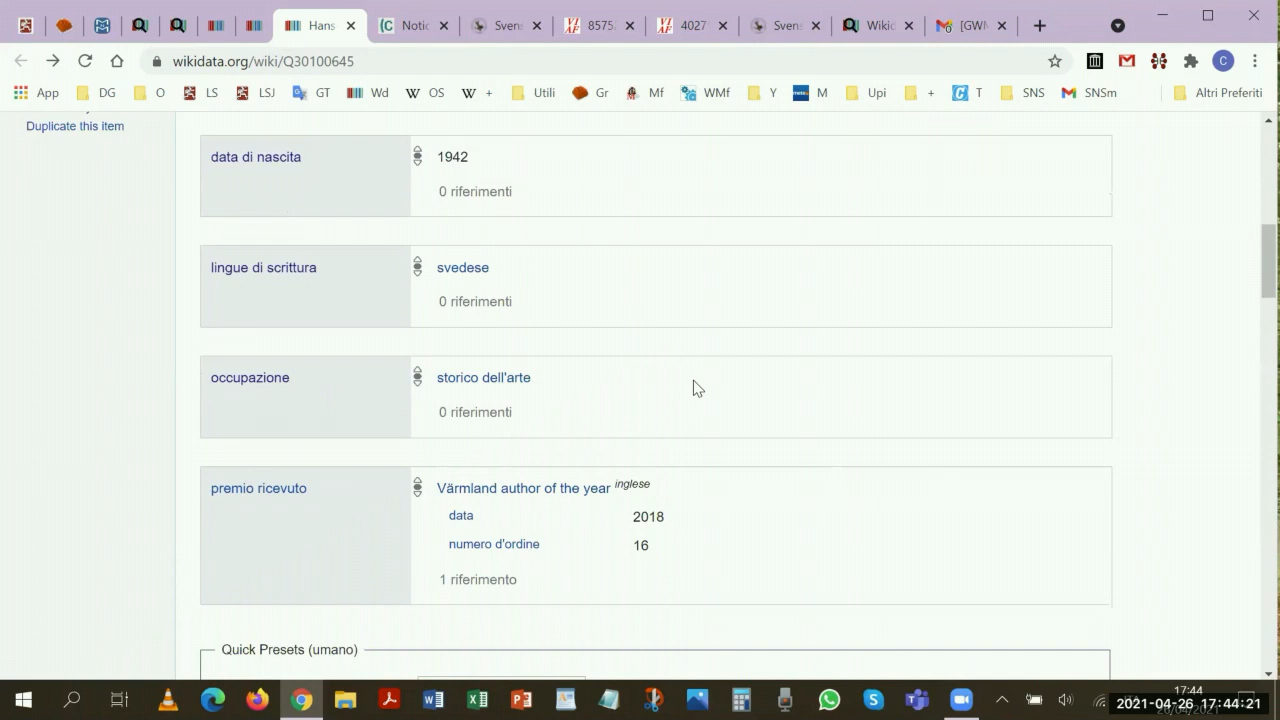 Hans
Notic
Svens
8575
4027
Svens
Wikid
[GWM
wikidata.org/wiki/Q30100645
App
DG
O
LS
LSJ
GT
Wd
OS
+
Utili
Gr
Mf
WMf
Y
M
Upi
+
T
SNS
SNSm
Altri Preferiti
Duplicate this item
data di nascita
1942
0 riferimenti
lingue di scrittura
svedese
0 riferimenti
occupazione
storico dell'arte
0 riferimenti
premio ricevuto
Värmland author of the year inglese
data 2018
numero d'ordine 16
1 riferimento
Quick Presets (umano)
17:44
2021-04-26 17:44:21